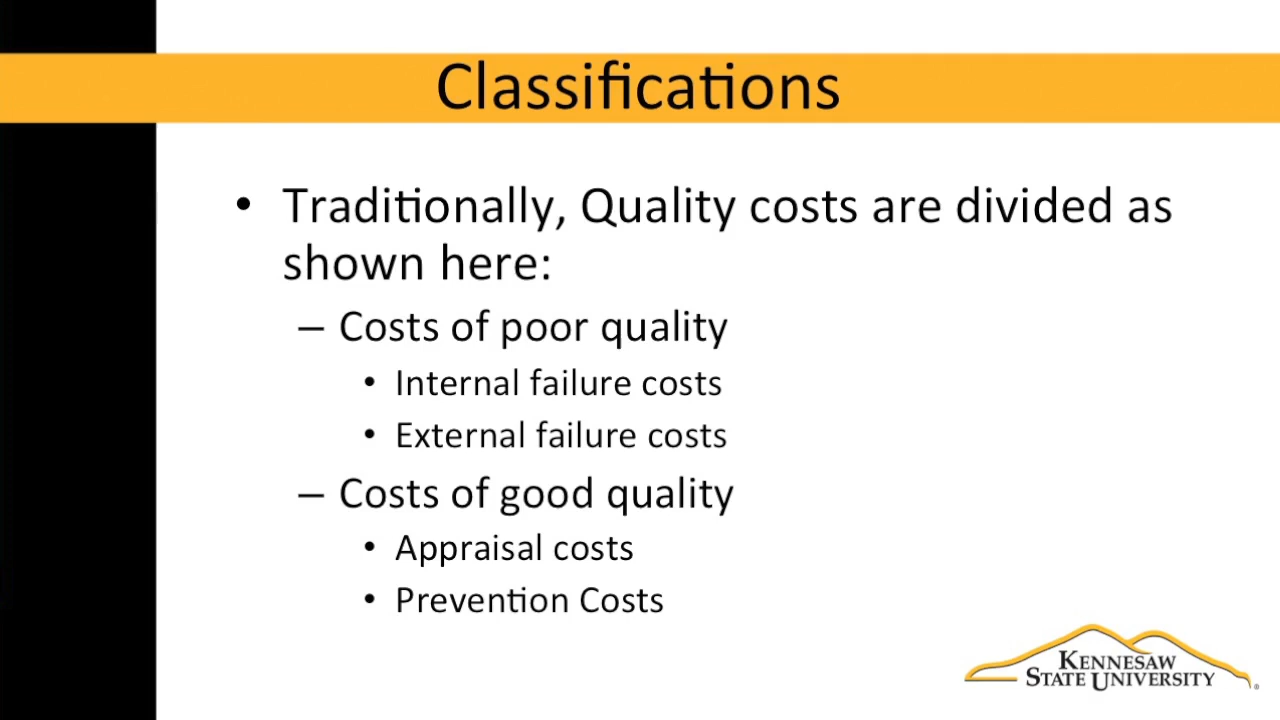 Classifications
• Traditionally, Quality costs are divided as
shown here:
– Costs of poor quality
• Internal failure costs
• External failure costs
– Costs of good quality
• Appraisal costs
• Prevention Costs
KENNESAW
STATE UNIVERSITY
®